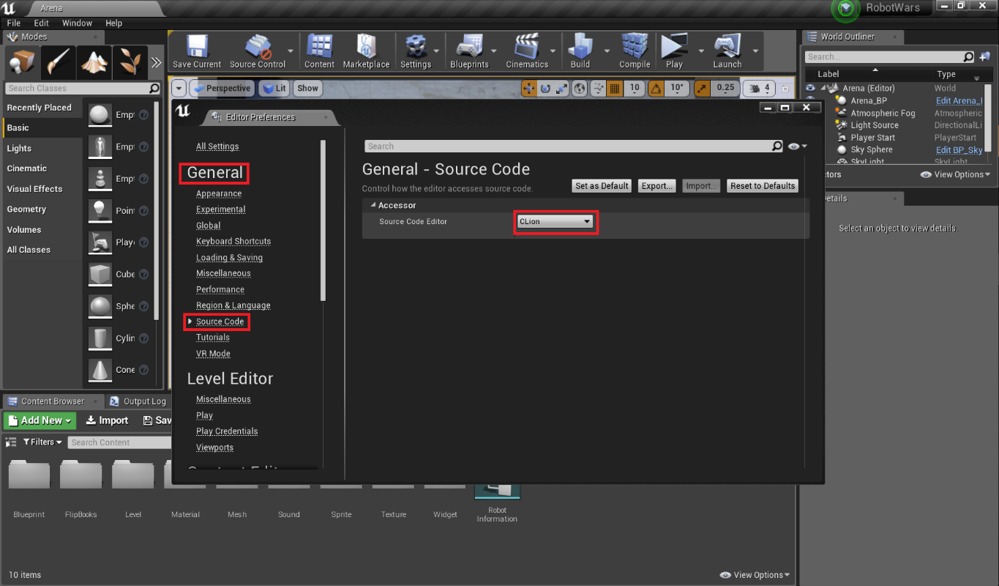 Arena
RobotWars
File Edit Window Help
Modes
Search Classes
Recently Placed
Basic
Lights
Cinematic
Visual Effects
Geometry
Volumes
All Classes
Empt
Empt
Empt
Point
Playe
Cube
Sphe
Cylin
Cone
Save Current
Source Control
Content
Marketplace
Settings
Blueprints
Cinematics
Build
Compile
Play
Launch
Perspective
Lit
Show
10
10°
0.25
4
World Outliner
Search...
Label Type
Arena (Editor) World
Arena_BP Edit Arena_
Atmospheric Fog Atmospheric
Light Source DirectionalLi
Player Start PlayerStart
Sky Sphere Edit BP_Sky
SkyLight SkyLight
ctors
View Options
Details
Select an object to view details.
Editor Preferences
All Settings
General
Appearance
Experimental
Global
Keyboard Shortcuts
Loading & Saving
Miscellaneous
Performance
Region & Language
Source Code
Tutorials
VR Mode
Level Editor
Miscellaneous
Play
Play Credentials
Viewports
Search
General - Source Code
Control how the editor accesses source code.
Set as Default
Export...
Import...
Reset to Defaults
Accessor
Source Code Editor
CLion
Content Browser
Output Log
Add New
Import
Sav
Filters
Search Content
Blueprint
FlipBooks
Level
Material
Mesh
Sound
Sprite
Texture
Widget
Robot
Information
10 items
View Options